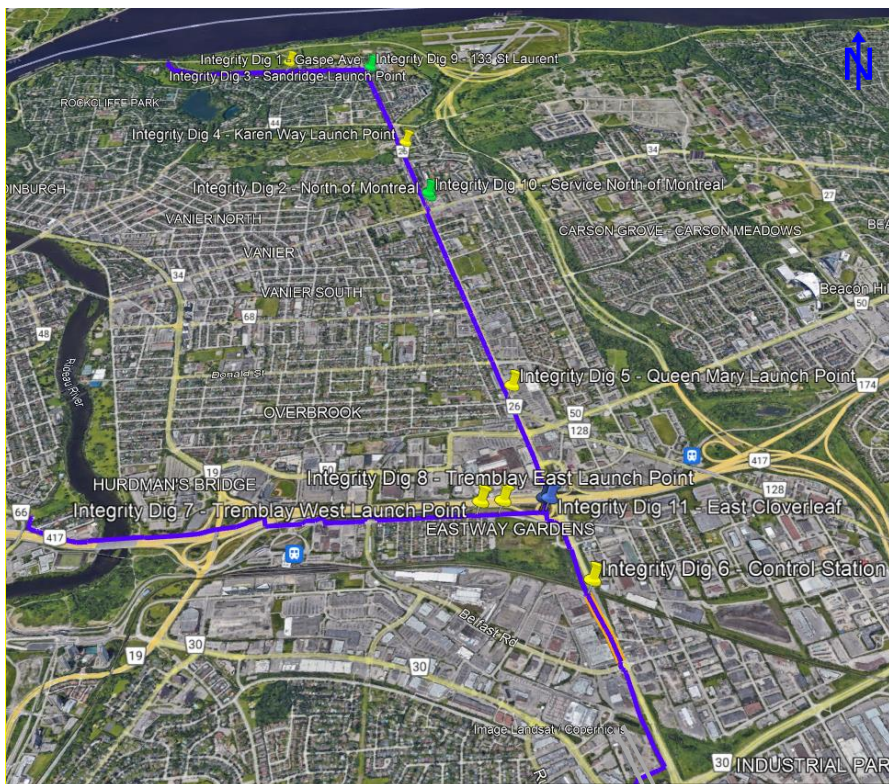 Integrity Dig 1 - Gaspe Ave
Integrity Dig 9 - 133 St Laurent
Integrity Dig 3 - Sandridge Launch Point
N
ROCKCLIFFE PARK
44
Integrity Dig 4 - Karen Way Launch Point
26
34
Integrity Dig 2 - North of Montreal
Integrity Dig 10 - Service North of Montreal
27
VANIER NORTH
CARSON GROVE - CARSON MEADOWS
VANIER
34
VANIER SOUTH
50
68
48
Rideau River
Donald St
Integrity Dig 5 - Queen Mary Launch Point
174
26
OVERBROOK
50
128
417
19
50
HURDMAN'S BRIDGE
Integrity Dig 8 - Tremblay East Launch Point
128
66
Integrity Dig 7 - Tremblay West Launch Point
Integrity Dig 11 - East Cloverleaf
EASTWAY GARDENS
417
Integrity Dig 6 - Control Station
Belfast Rd
19
30
30
Image Landsat / Copernicus
30
INDUSTRIAL PAR